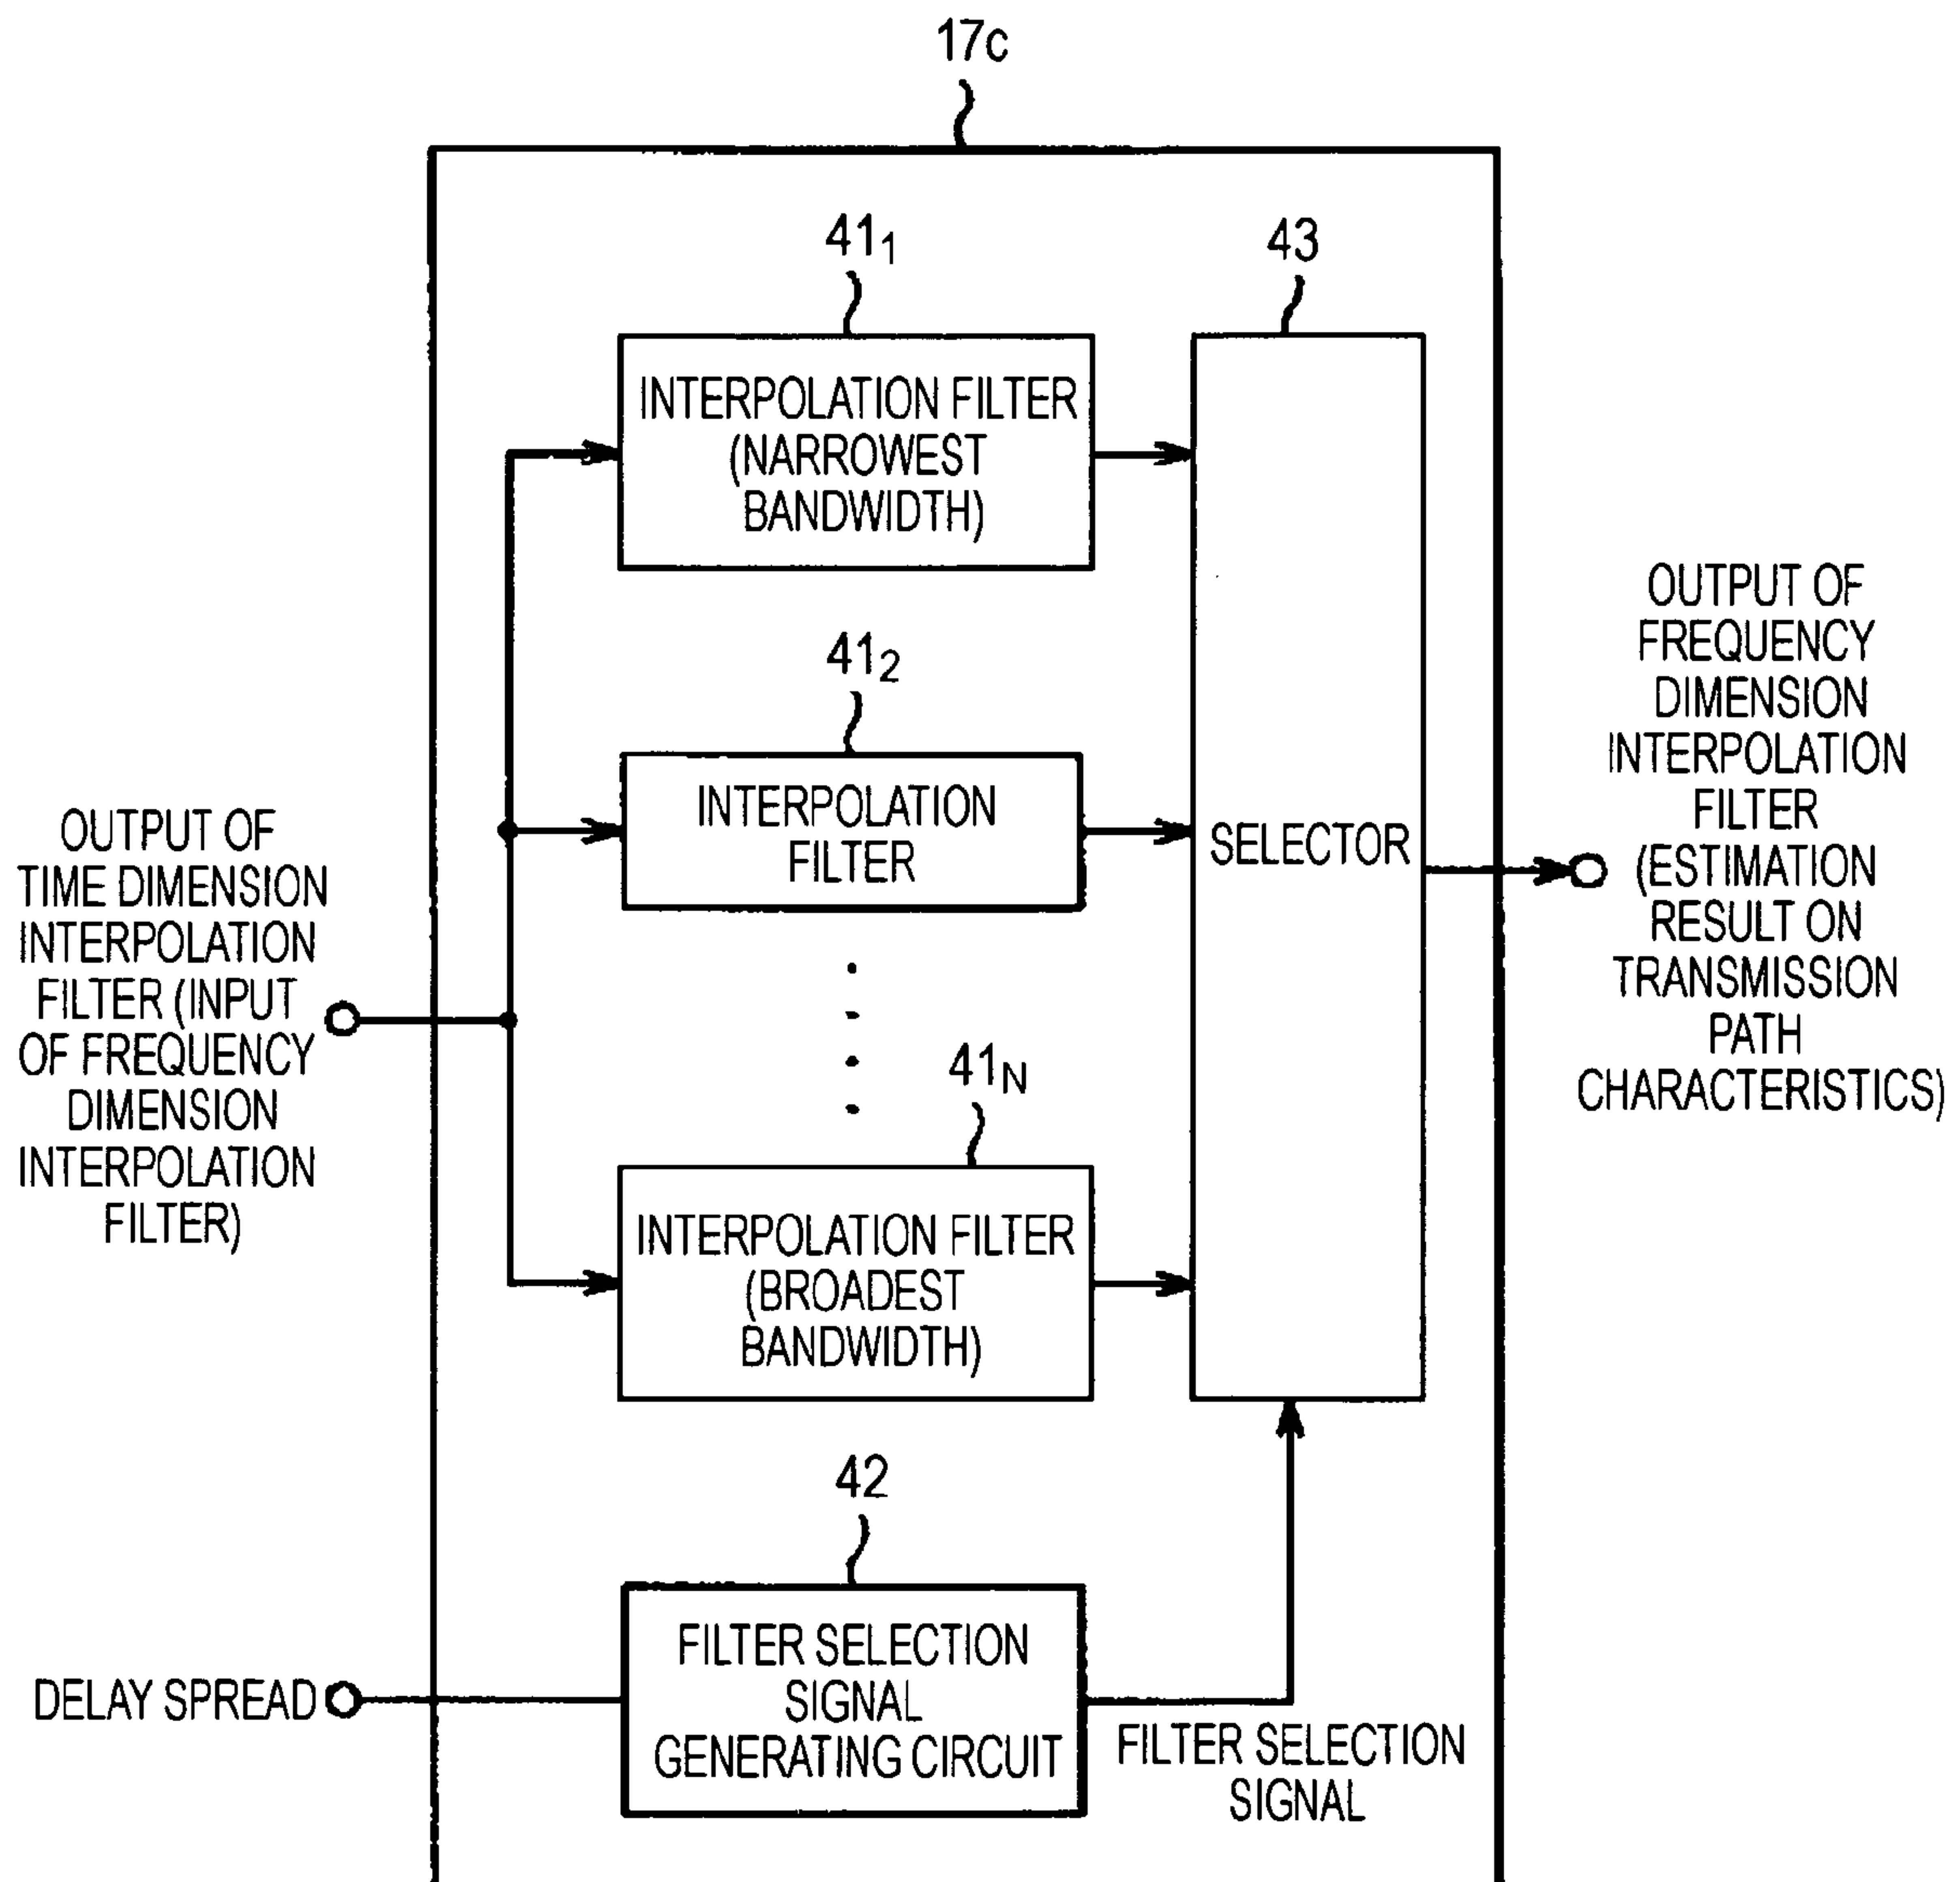 17c
41₁
43
INTERPOLATION FILTER
(NARROWEST
BANDWIDTH)
41₂
INTERPOLATION
FILTER
SELECTOR
41N
INTERPOLATION FILTER
(BROADEST
BANDWIDTH)
OUTPUT OF
TIME DIMENSION
INTERPOLATION
FILTER (INPUT
OF FREQUENCY
DIMENSION
INTERPOLATION
FILTER)
OUTPUT OF
FREQUENCY
DIMENSION
INTERPOLATION
FILTER
(ESTIMATION
RESULT ON
TRANSMISSION
PATH
CHARACTERISTICS)
42
DELAY SPREAD
FILTER SELECTION
SIGNAL
GENERATING CIRCUIT
FILTER SELECTION
SIGNAL